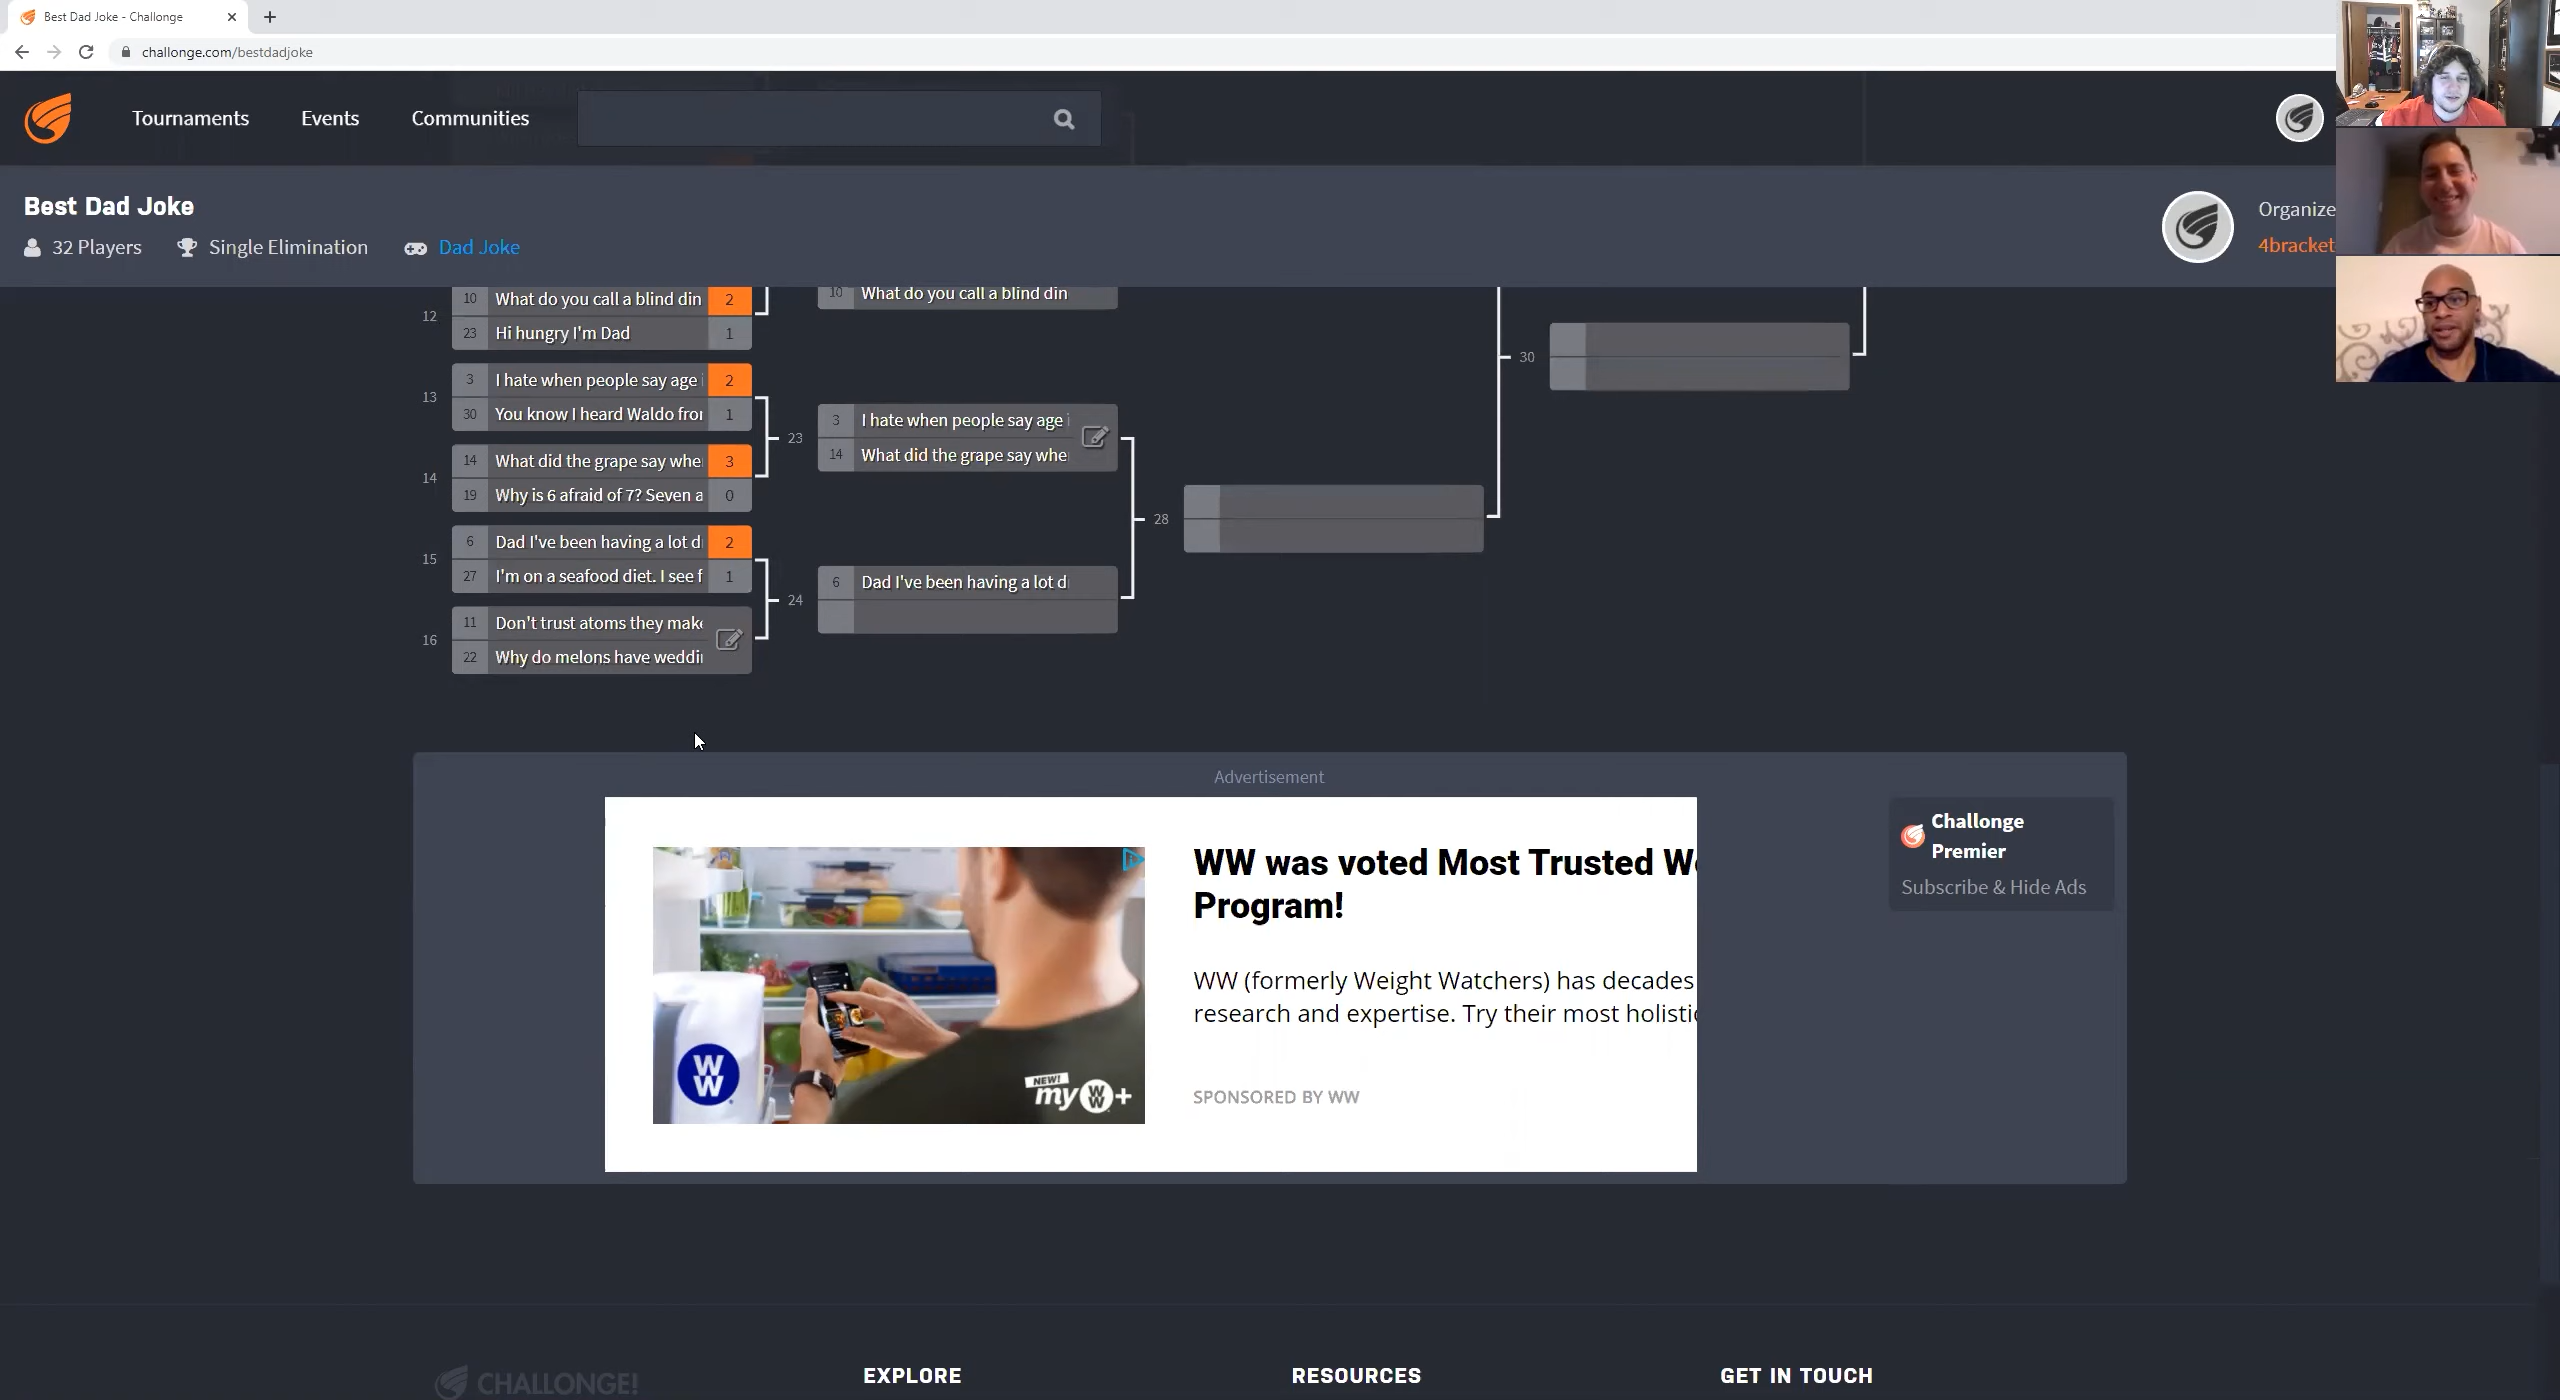 Best Dad Joke - Challonge
challonge.com/bestdadjoke
Tournaments
Events
Communities
Best Dad Joke
32 Players
Single Elimination
Dad Joke
Organize
4bracket
12
10 What do you call a blind din 2
23 Hi hungry I'm Dad 1
10 What do you call a blind din
13
3 I hate when people say age 2
30 You know I heard Waldo fro 1
14
14 What did the grape say whe 3
19 Why is 6 afraid of 7? Seven a 0
23
3 I hate when people say age
14 What did the grape say whe
15
6 Dad I've been having a lot d 2
27 I'm on a seafood diet. I see f 1
16
11 Don't trust atoms they make
22 Why do melons have weddi
24
6 Dad I've been having a lot d
28
30
Advertisement
WW was voted Most Trusted We
Program!
WW (formerly Weight Watchers) has decades
research and expertise. Try their most holistic
SPONSORED BY WW
WW
NEW!
my WW+
Challonge
Premier
Subscribe & Hide Ads
CHALLONGE!
EXPLORE
RESOURCES
GET IN TOUCH